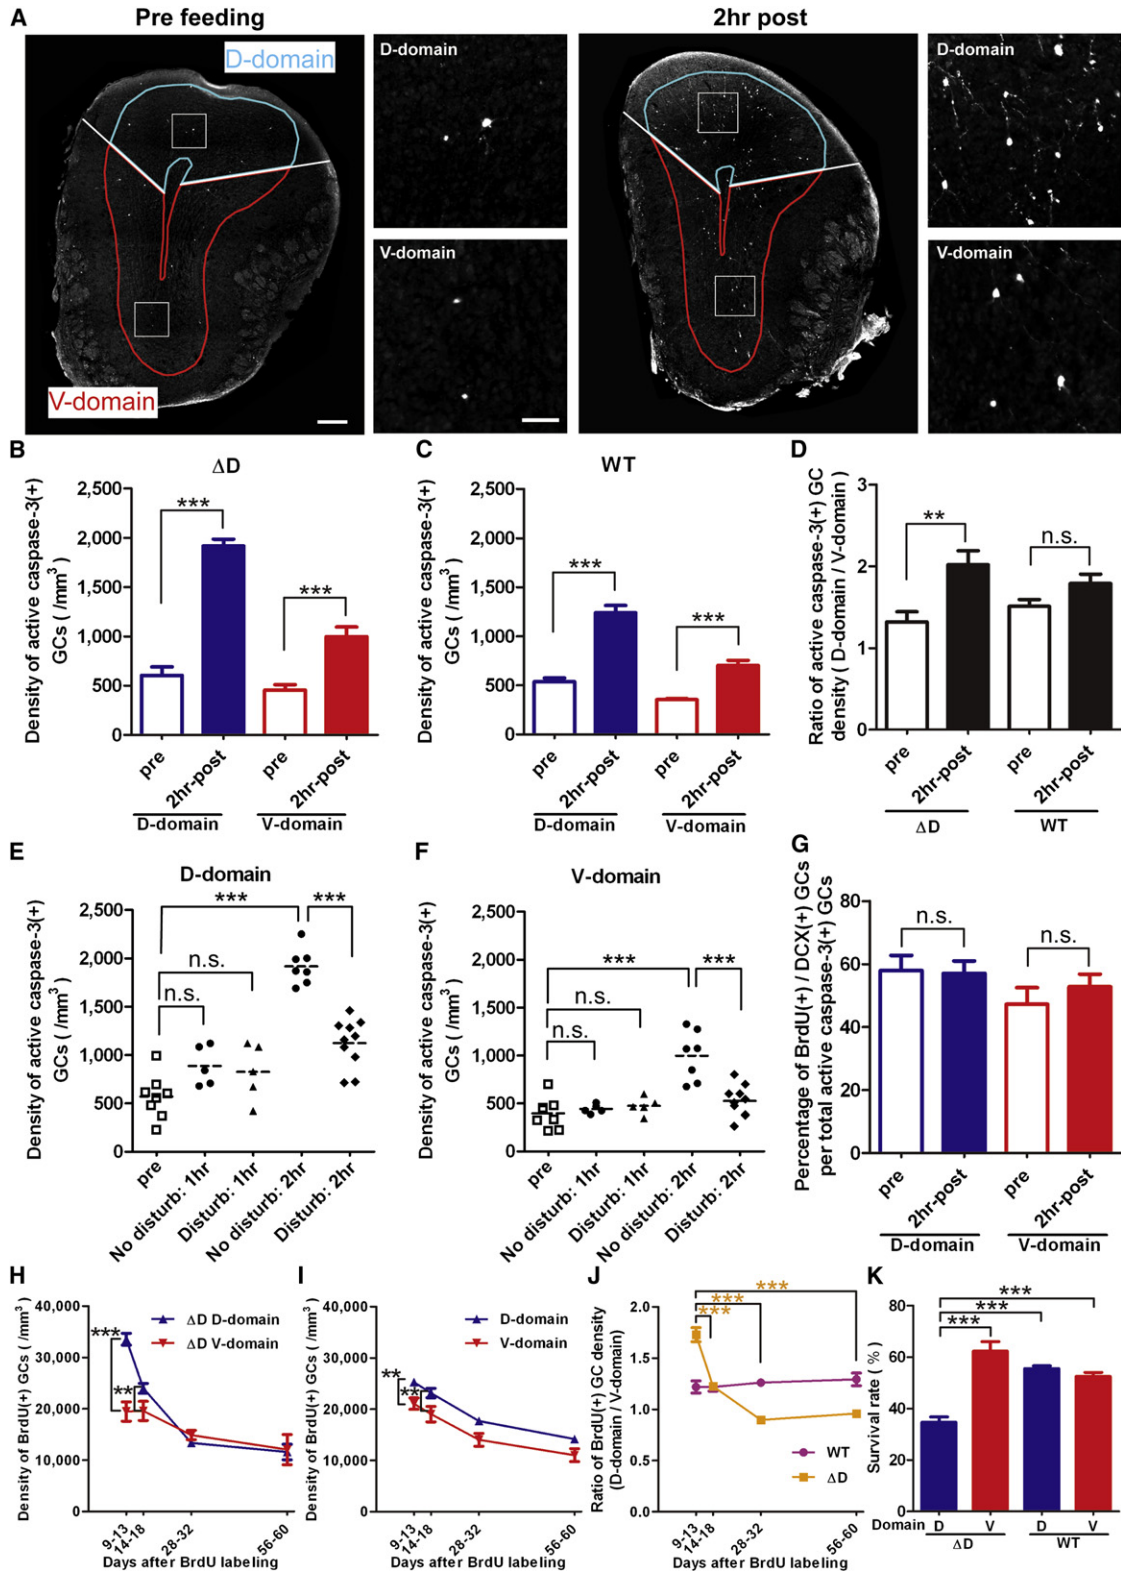 A
Pre feeding
2hr post
D-domain
V-domain
D-domain
V-domain
D-domain
V-domain
B
ΔD
Density of active caspase-3(+)
GCs ( /mm³ )
2,500
2,000
1,500
1,000
500
0
***
***
pre
2hr-post
pre
2hr-post
D-domain
V-domain
C
WT
Density of active caspase-3(+)
GCs ( /mm³ )
2,500
2,000
1,500
1,000
500
0
***
***
pre
2hr-post
pre
2hr-post
D-domain
V-domain
D
Ratio of active caspase-3(+) GC
density ( D-domain / V-domain )
3
2
1
0
**
n.s.
pre
2hr-post
pre
2hr-post
ΔD
WT
E
D-domain
Density of active caspase-3(+)
GCs ( /mm³ )
2,500
2,000
1,500
1,000
500
0
***
***
n.s.
n.s.
pre
No disturb: 1hr
Disturb: 1hr
No disturb: 2hr
Disturb: 2hr
F
V-domain
Density of active caspase-3(+)
GCs ( /mm³ )
2,500
2,000
1,500
1,000
500
0
***
***
n.s.
n.s.
pre
No disturb: 1hr
Disturb: 1hr
No disturb: 2hr
Disturb: 2hr
G
Percentage of BrdU(+) / DCX(+) GCs
per total active caspase-3(+) GCs
80
60
40
20
0
n.s.
n.s.
pre
2hr-post
pre
2hr-post
D-domain
V-domain
H
Density of BrdU(+) GCs ( /mm³ )
40,000
30,000
20,000
10,000
0
ΔD D-domain
ΔD V-domain
***
**
9-13
14-18
28-32
56-60
Days after BrdU labeling
I
Density of BrdU(+) GCs ( /mm³ )
40,000
30,000
20,000
10,000
0
D-domain
V-domain
**
**
9-13
14-18
28-32
56-60
Days after BrdU labeling
J
Ratio of BrdU(+) GC density
(D-domain / V-domain)
2.0
1.5
1.0
0.5
0.0
***
***
***
WT
ΔD
9-13
14-18
28-32
56-60
Days after BrdU labeling
K
Survival rate ( % )
80
60
40
20
0
***
***
***
Domain D V D V
ΔD WT